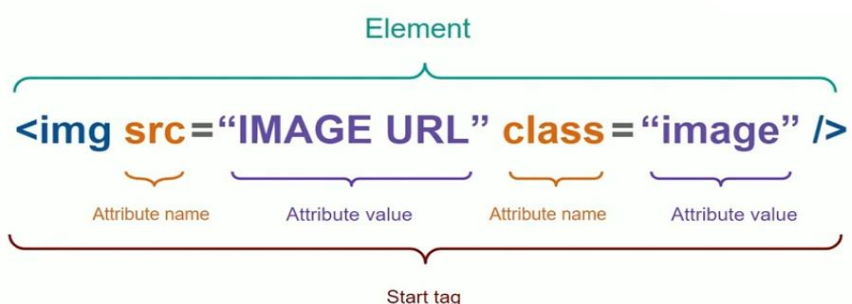 Element
<img src=“IMAGE URL” class=“image” />
Attribute name Attribute value Attribute name Attribute value
Start tag